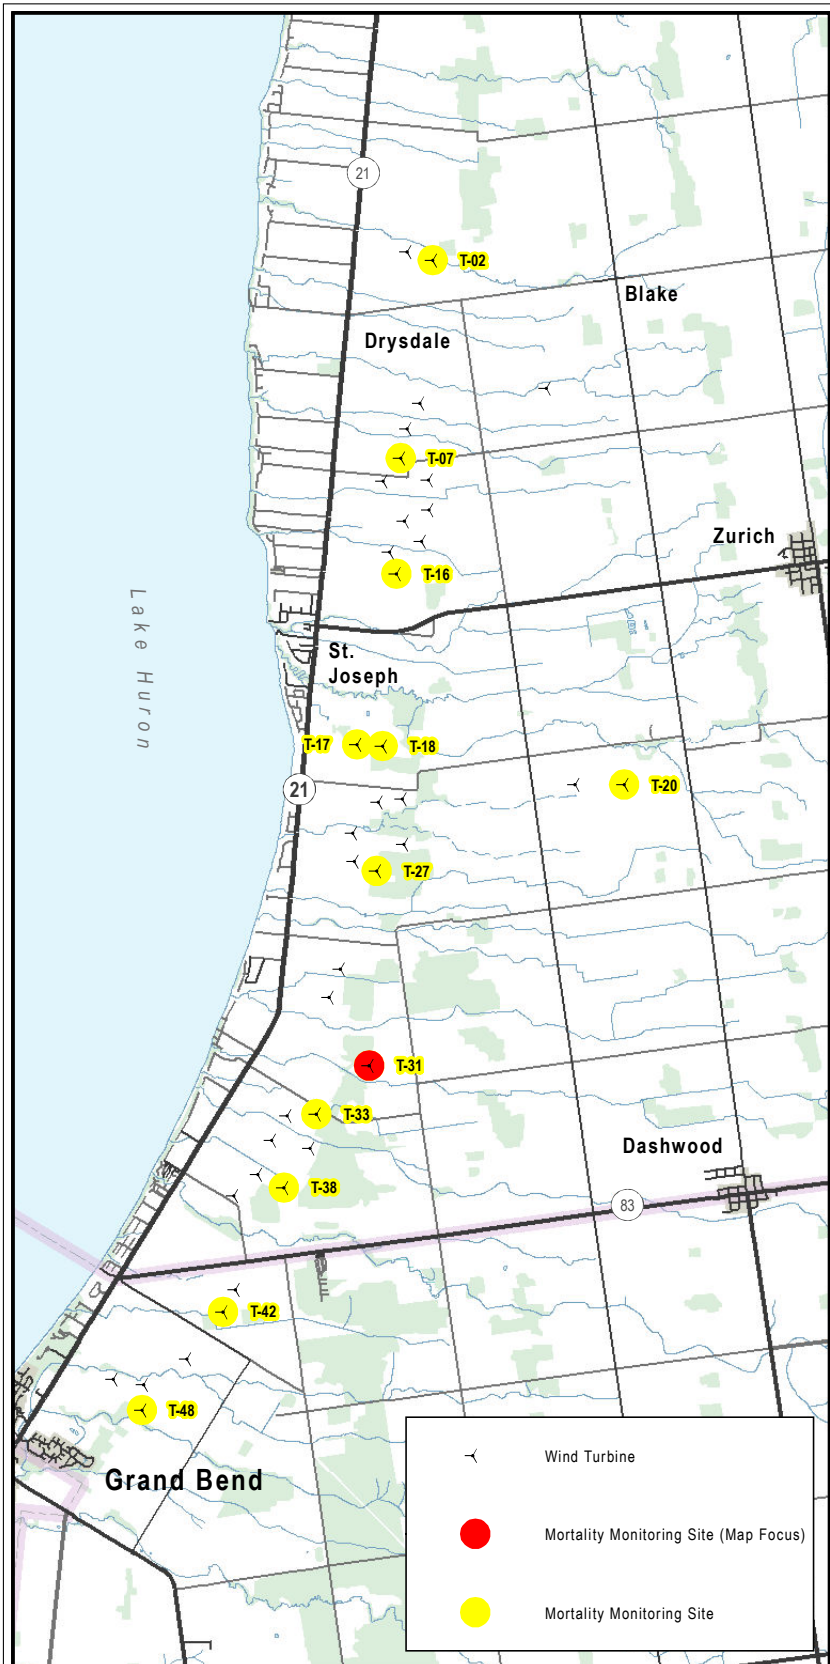 21
T-02
Blake
Drysdale
T-07
Zurich
T-16
Lake Huron
St.
Joseph
T-17
T-18
T-20
21
T-27
T-31
T-33
Dashwood
T-38
83
T-42
T-48
Grand Bend
Wind Turbine
Mortality Monitoring Site (Map Focus)
Mortality Monitoring Site